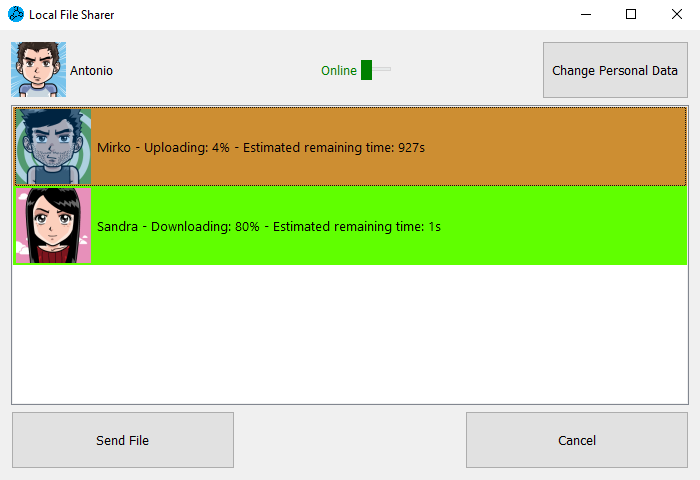 Local File Sharer
Antonio
Online
Change Personal Data
Mirko - Uploading: 4% - Estimated remaining time: 927s
Sandra - Downloading: 80% - Estimated remaining time: 1s
Send File
Cancel